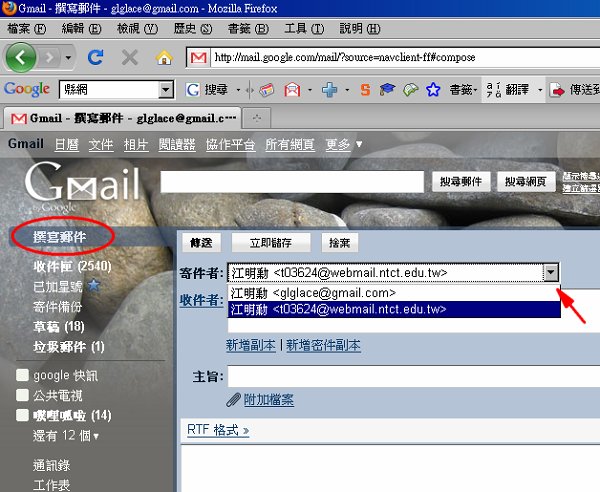 Gmail - 撰寫郵件 - glglace@gmail.com - Mozilla Firefox
檔案(F) 編輯(E) 檢視(V) 歷史(S) 書籤(B) 工具(T) 說明(H)
http://mail.google.com/mail/?source=navclient-ff#compose
Google 縣網 G 搜尋 書籤 翻譯 傳送到
Gmail - 撰寫郵件 - glglace@gmail.c...
Gmail 日曆 文件 相片 閱讀器 協作平台 所有網頁 更多
Gmail
by Google
搜尋郵件 搜尋網頁
撰寫郵件
收件匣 (2540)
已加星號
寄件備份
草稿 (18)
垃圾郵件 (1)
google 快訊
公共電視
嘰哩呱啦 (14)
還有 12 個
通訊錄
工作表
傳送 立即儲存 捨棄
寄件者: 江明勳 <t03624@webmail.ntct.edu.tw>
江明勳 <glglace@gmail.com>
江明勳 <t03624@webmail.ntct.edu.tw>
收件者:
新增副本 | 新增密件副本
主旨:
附加檔案
RTF 格式 »